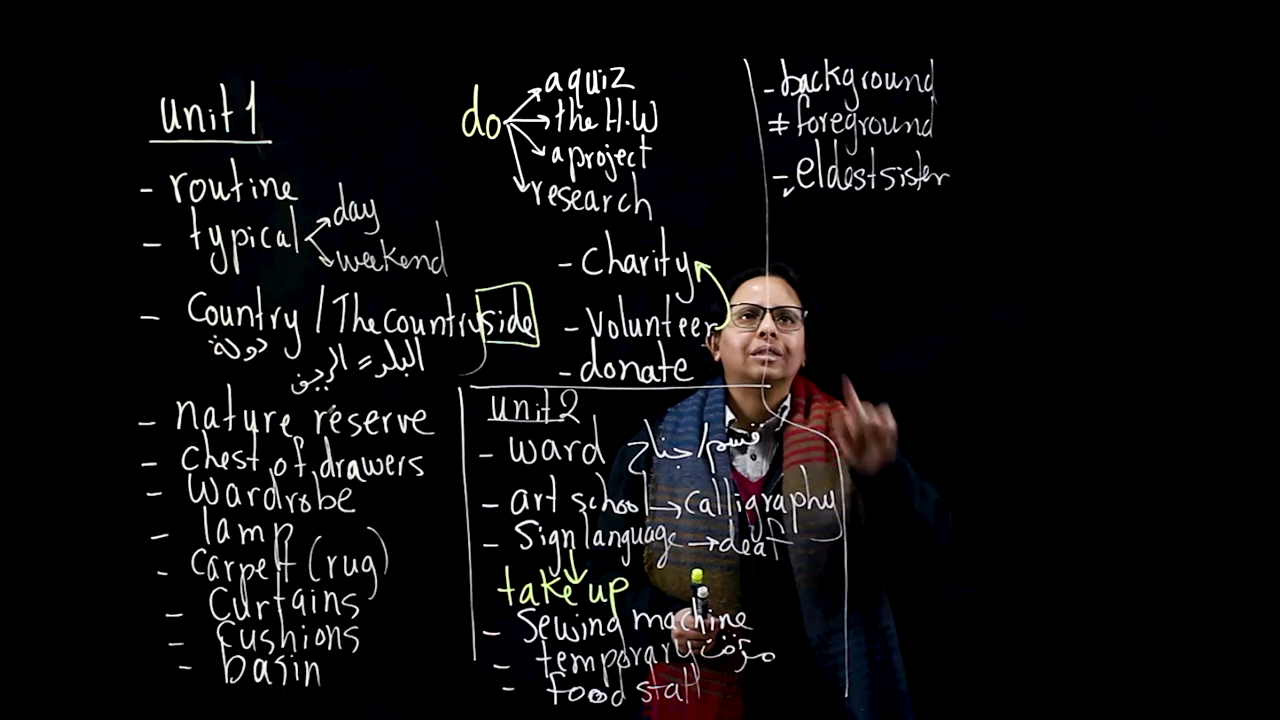 Unit 1
- routine
- typical day
weekend
- Country / The Countryside
دولة
البلد = الريف
- nature reserve
- chest of drawers
- wardrobe
- lamp
- carpet (rug)
- Curtains
- Cushions
- basin
do
a quiz
the H.W
a project
research
- Charity
- Volunteer
- donate
Unit 2
- ward قسم/جناح
- art school → calligraphy
- Sign language → deaf
take up
- Sewing machine
- temporary مؤقت
- food stall
- background
≠ foreground
- eldest sister